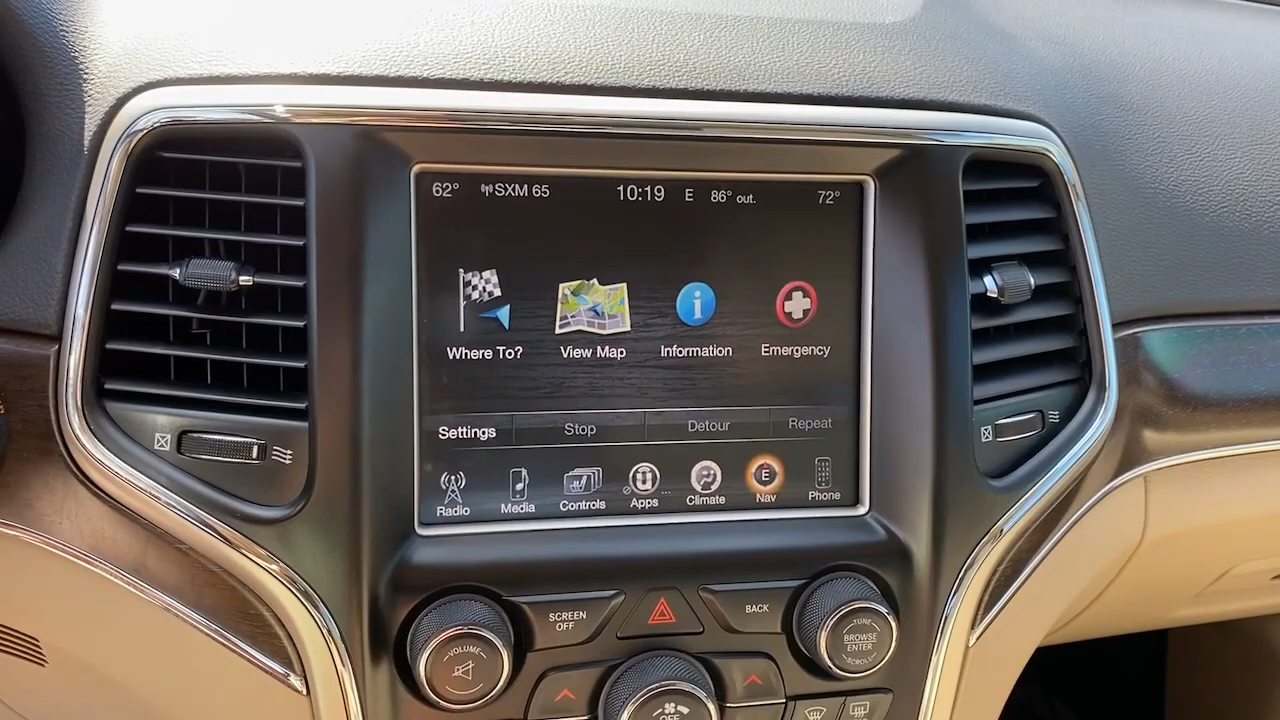 62° SXM 65 10:19 E 86° out. 72°
Where To? View Map Information Emergency
Settings Stop Detour Repeat
E
Radio Media Controls Apps ... Climate Nav Phone
SCREEN OFF
BACK
VOLUME
TUNE
BROWSE
ENTER
SCROLL
OFF